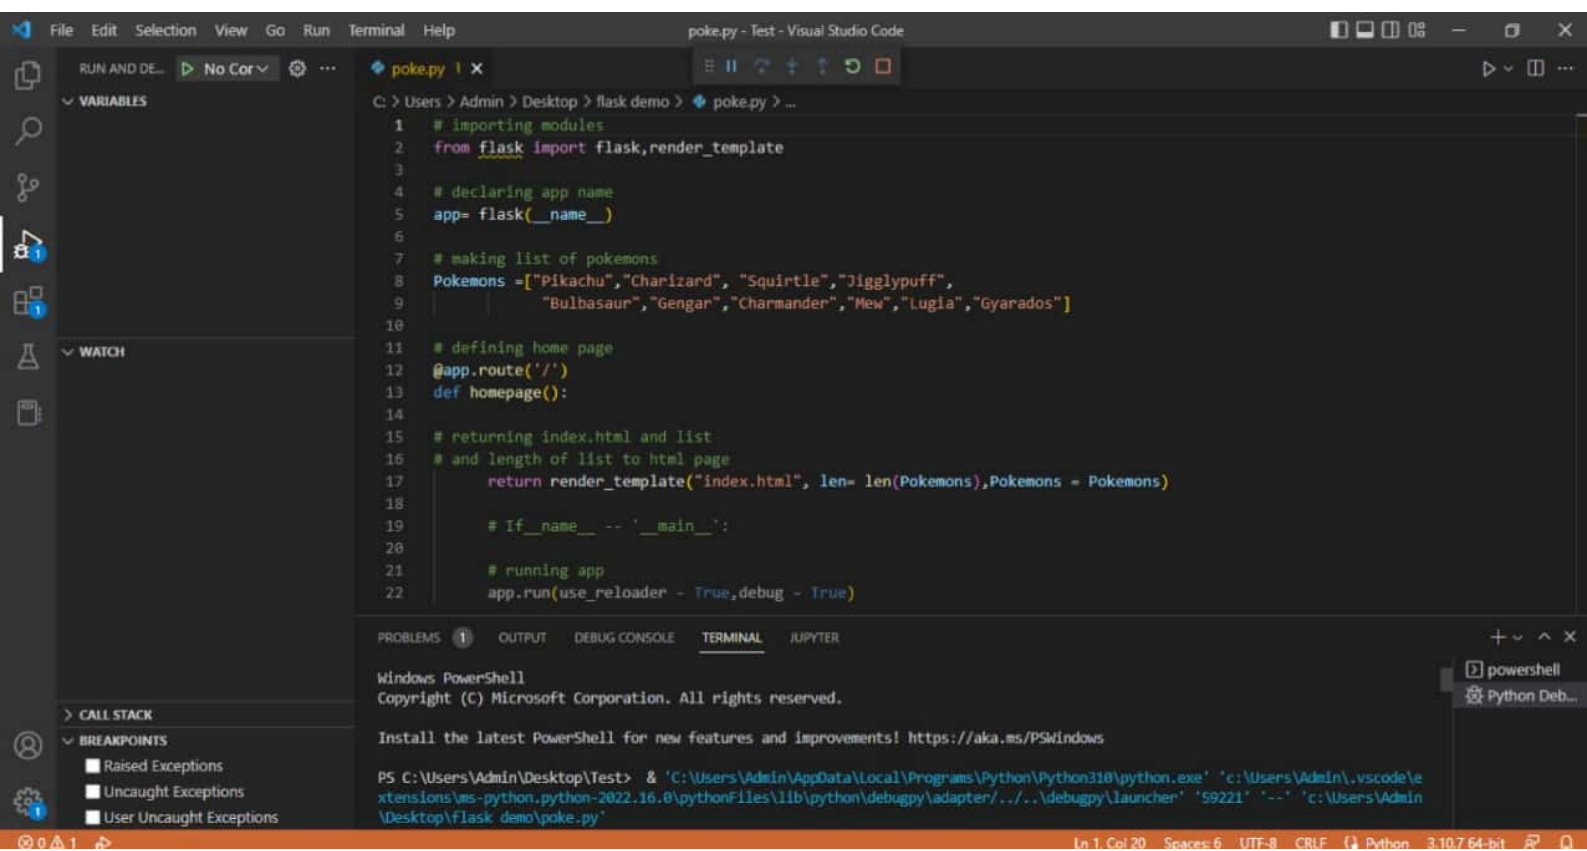 File Edit Selection View Go Run Terminal Help
poke.py - Test - Visual Studio Code
RUN AND DE... No Cor
poke.py 1
VARIABLES
C: > Users > Admin > Desktop > flask demo > poke.py > ...
1 # importing modules
2 from flask import flask,render_template
3
4 # declaring app name
5 app= flask(__name__)
6
7 # making list of pokemons
8 Pokemons =["Pikachu","Charizard", "Squirtle","Jigglypuff",
9 "Bulbasaur","Gengar","Charmander","Mew","Lugia","Gyarados"]
10
11 # defining home page
12 @app.route('/')
13 def homepage():
14
15 # returning index.html and list
16 # and length of list to html page
17 return render_template("index.html", len= len(Pokemons),Pokemons = Pokemons)
18
19 # If__name__ -- '__main__':
20
21 # running app
22 app.run(use_reloader - True,debug - True)
WATCH
CALL STACK
BREAKPOINTS
Raised Exceptions
Uncaught Exceptions
User Uncaught Exceptions
1
1
1
PROBLEMS 1 OUTPUT DEBUG CONSOLE TERMINAL JUPYTER
Windows PowerShell
Copyright (C) Microsoft Corporation. All rights reserved.
Install the latest PowerShell for new features and improvements! https://aka.ms/PSWindows
PS C:\Users\Admin\Desktop\Test> & 'C:\Users\Admin\AppData\Local\Programs\Python\Python310\python.exe' 'c:\Users\Admin\.vscode\e
xtensions\ms-python.python-2022.16.0\pythonFiles\lib\python\debugpy\adapter/../..\debugpy\launcher' '59221' '--' 'c:\Users\Admin
\Desktop\flask demo\poke.py'
powershell
Python Deb...
0 1
Ln 1, Col 20 Spaces: 6 UTF-8 CRLF Python 3.10.7 64-bit